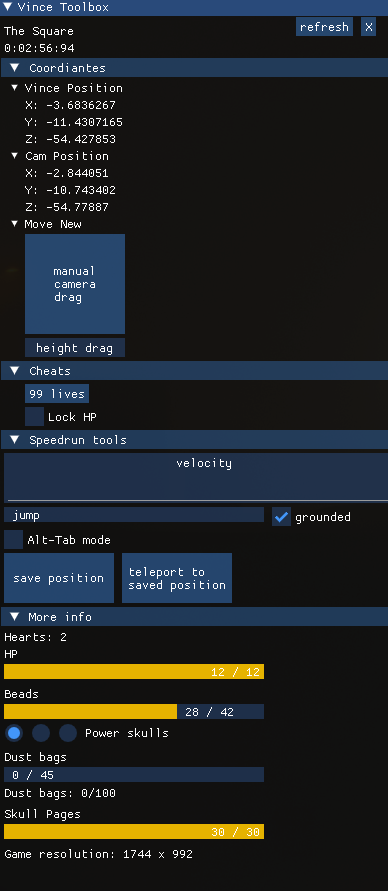 Vince Toolbox
The Square
refresh X
0:02:56:94
Coordiantes
Vince Position
X: -3.6836267
Y: -11.4307165
Z: -54.427853
Cam Position
X: -2.844051
Y: -10.743402
Z: -54.77887
Move New
manual
camera
drag
height drag
Cheats
99 lives
Lock HP
Speedrun tools
velocity
jump
grounded
Alt-Tab mode
save position
teleport to
saved position
More info
Hearts: 2
HP
12 / 12
Beads
28 / 42
Power skulls
Dust bags
0 / 45
Dust bags: 0/100
Skull Pages
30 / 30
Game resolution: 1744 x 992